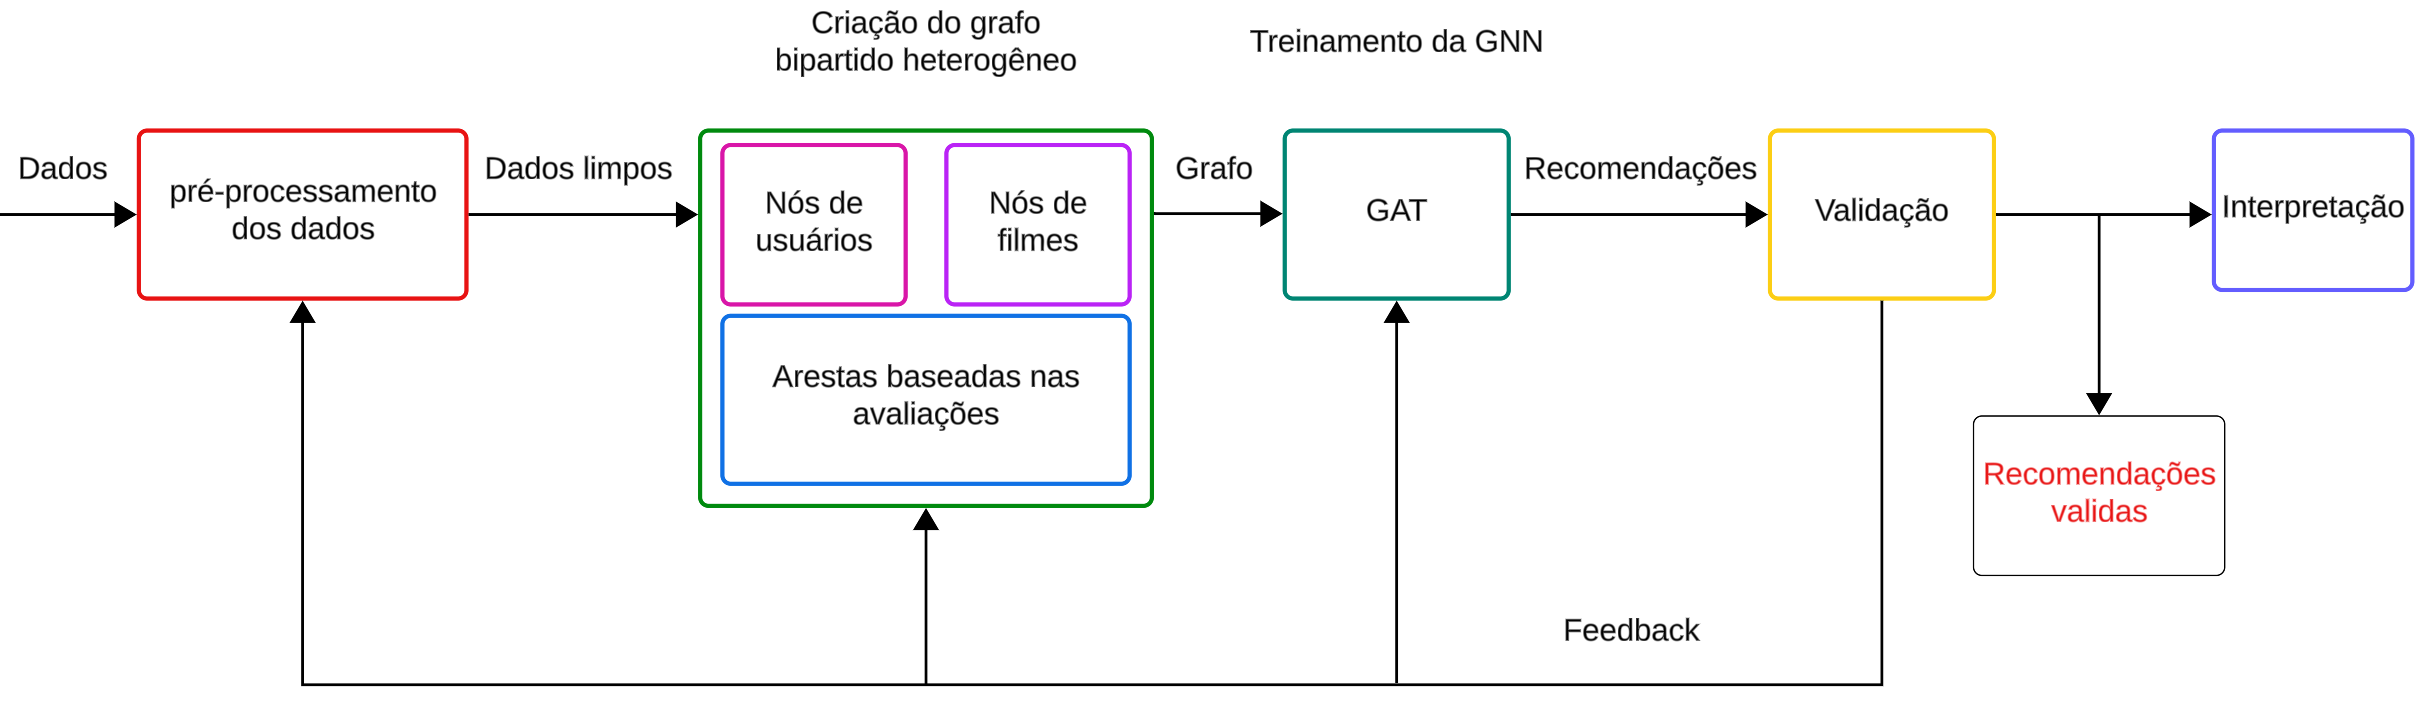 Criação do grafo
bipartido heterogêneo
Treinamento da GNN
Dados
pré-processamento
dos dados
Dados limpos
Nós de
usuários
Nós de
filmes
Arestas baseadas nas
avaliações
Grafo
GAT
Recomendações
Validação
Interpretação
Recomendações
validas
Feedback